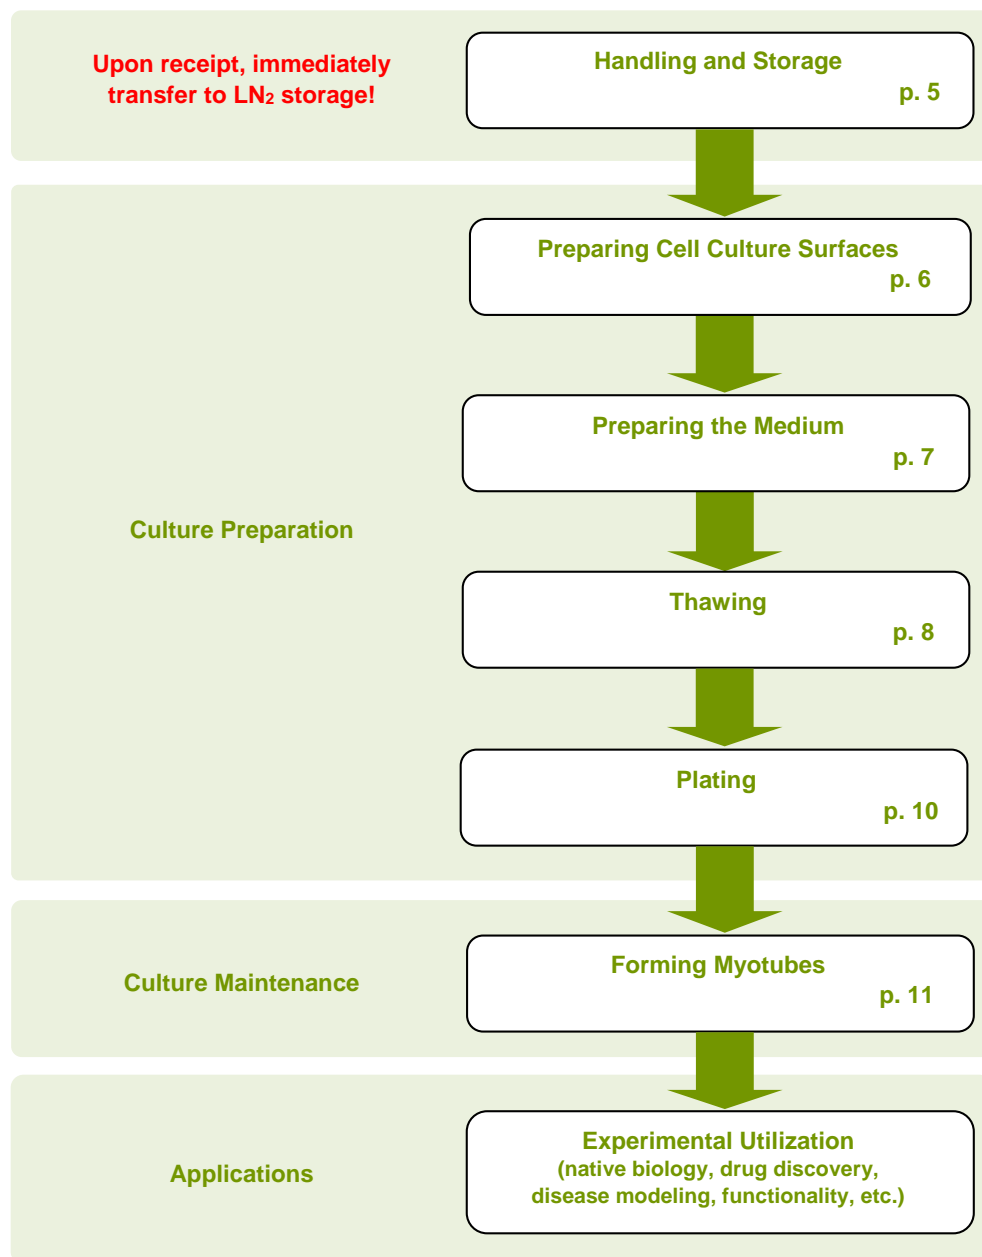 Upon receipt, immediately
transfer to LN₂ storage!
Handling and Storage
p. 5
Preparing Cell Culture Surfaces
p. 6
Preparing the Medium
p. 7
Culture Preparation
Thawing
p. 8
Plating
p. 10
Culture Maintenance
Forming Myotubes
p. 11
Applications
Experimental Utilization
(native biology, drug discovery,
disease modeling, functionality, etc.)